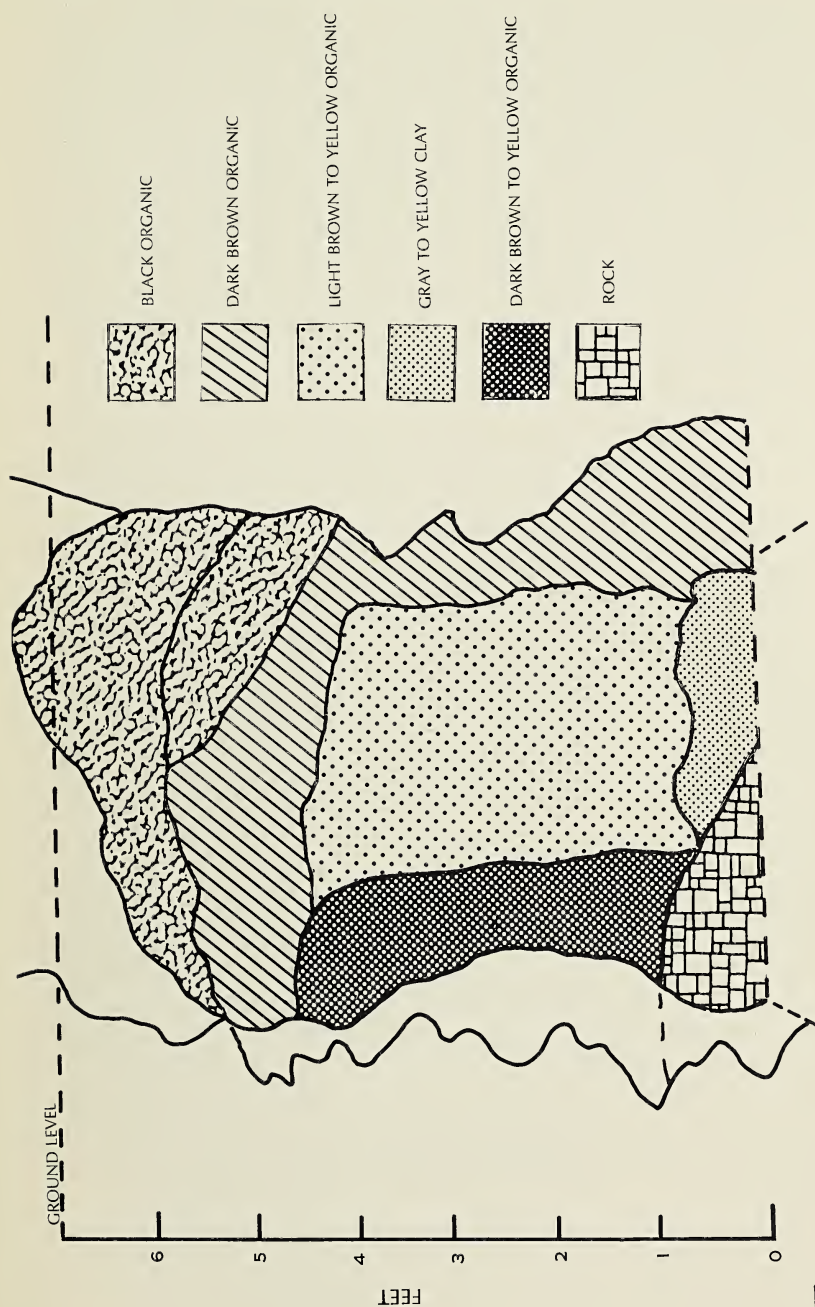 GROUND LEVEL
6
5
4
3
2
1
0
FEET
BLACK ORGANIC
DARK BROWN ORGANIC
LIGHT BROWN TO YELLOW ORGANIC
GRAY TO YELLOW CLAY
DARK BROWN TO YELLOW ORGANIC
ROCK